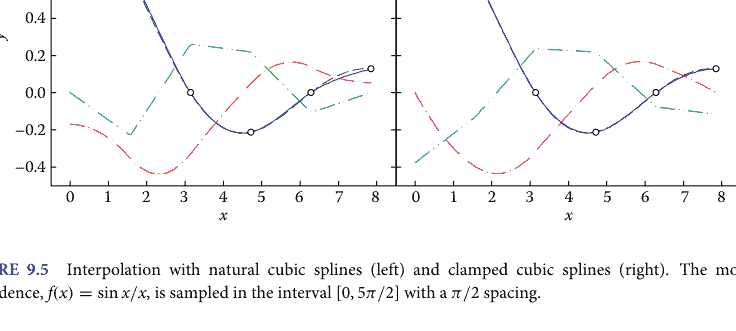 0.4
0.2
0.0
−0.2
−0.4
y
0 1 2 3 4 5 6 7 8 0 1 2 3 4 5 6 7 8
x x
RE 9.5 Interpolation with natural cubic splines (left) and clamped cubic splines (right). The mo
dence, f(x) = sin x/x, is sampled in the interval [0, 5π/2] with a π/2 spacing.